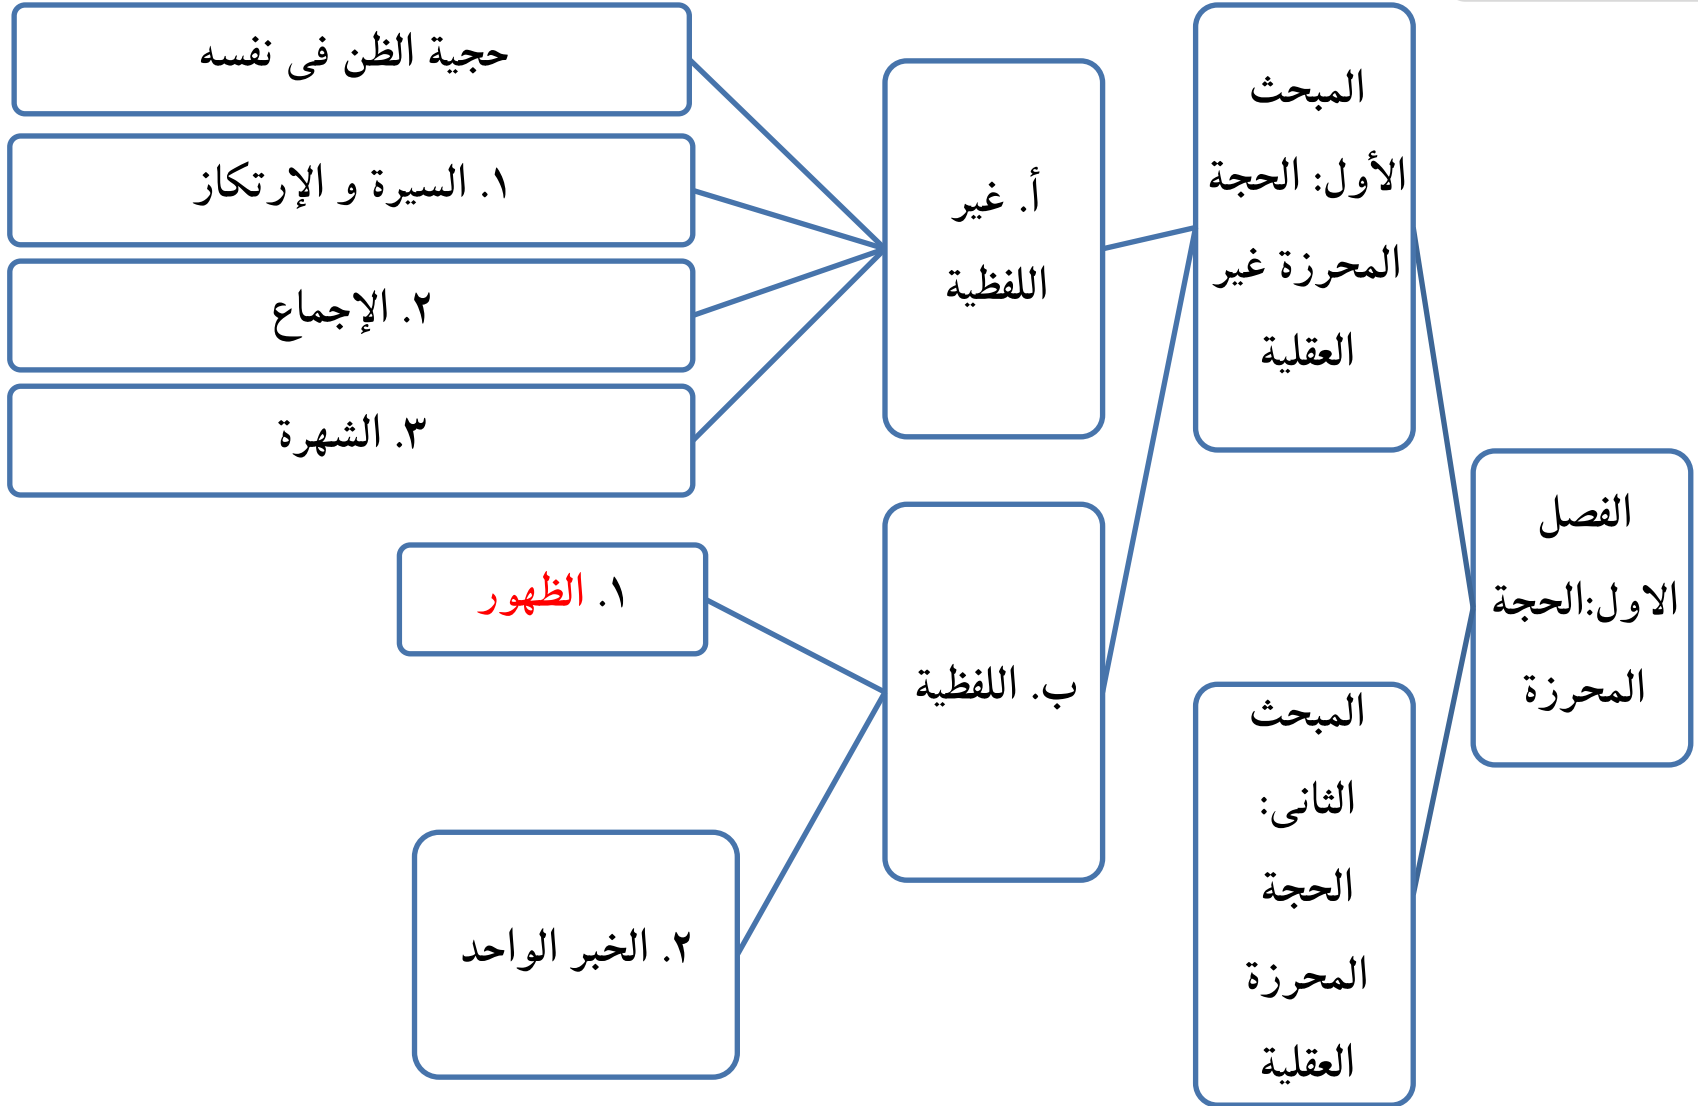 الفصل
الاول:الحجة
المحرزة
المبحث
الأول: الحجة
المحرزة غير
العقلية
أ. غير
اللفظية
حجية الظن فى نفسه
١. السيرة و الإرتكاز
٢. الإجماع
٣. الشهرة
ب. اللفظية
١. الظهور
٢. الخبر الواحد
المبحث
الثانى:
الحجة
المحرزة
العقلية